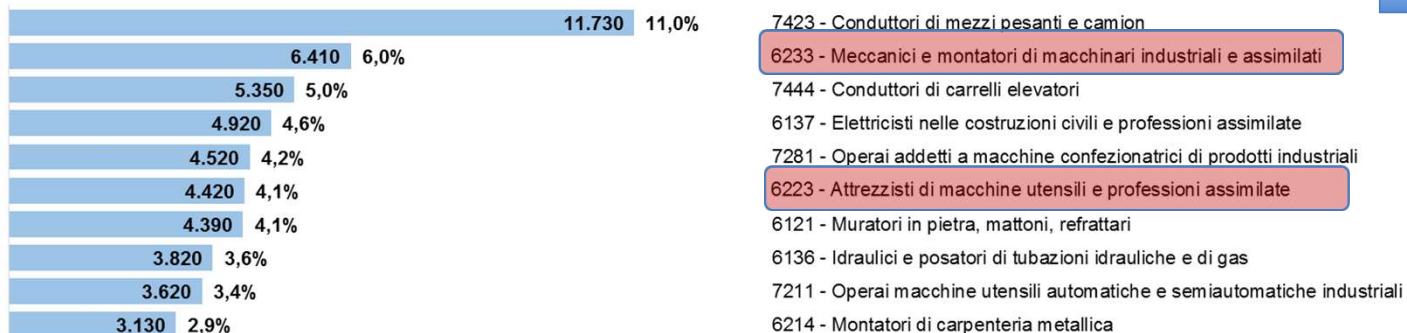 11.730 11,0% 7423 - Conduttori di mezzi pesanti e camion
6.410 6,0% 6233 - Meccanici e montatori di macchinari industriali e assimilati
5.350 5,0% 7444 - Conduttori di carrelli elevatori
4.920 4,6% 6137 - Elettricisti nelle costruzioni civili e professioni assimilate
4.520 4,2% 7281 - Operai addetti a macchine confezionatrici di prodotti industriali
4.420 4,1% 6223 - Attrezzisti di macchine utensili e professioni assimilate
4.390 4,1% 6121 - Muratori in pietra, mattoni, refrattari
3.820 3,6% 6136 - Idraulici e posatori di tubazioni idrauliche e di gas
3.620 3,4% 7211 - Operai macchine utensili automatiche e semiautomatiche industriali
3.130 2,9% 6214 - Montatori di carpenteria metallica